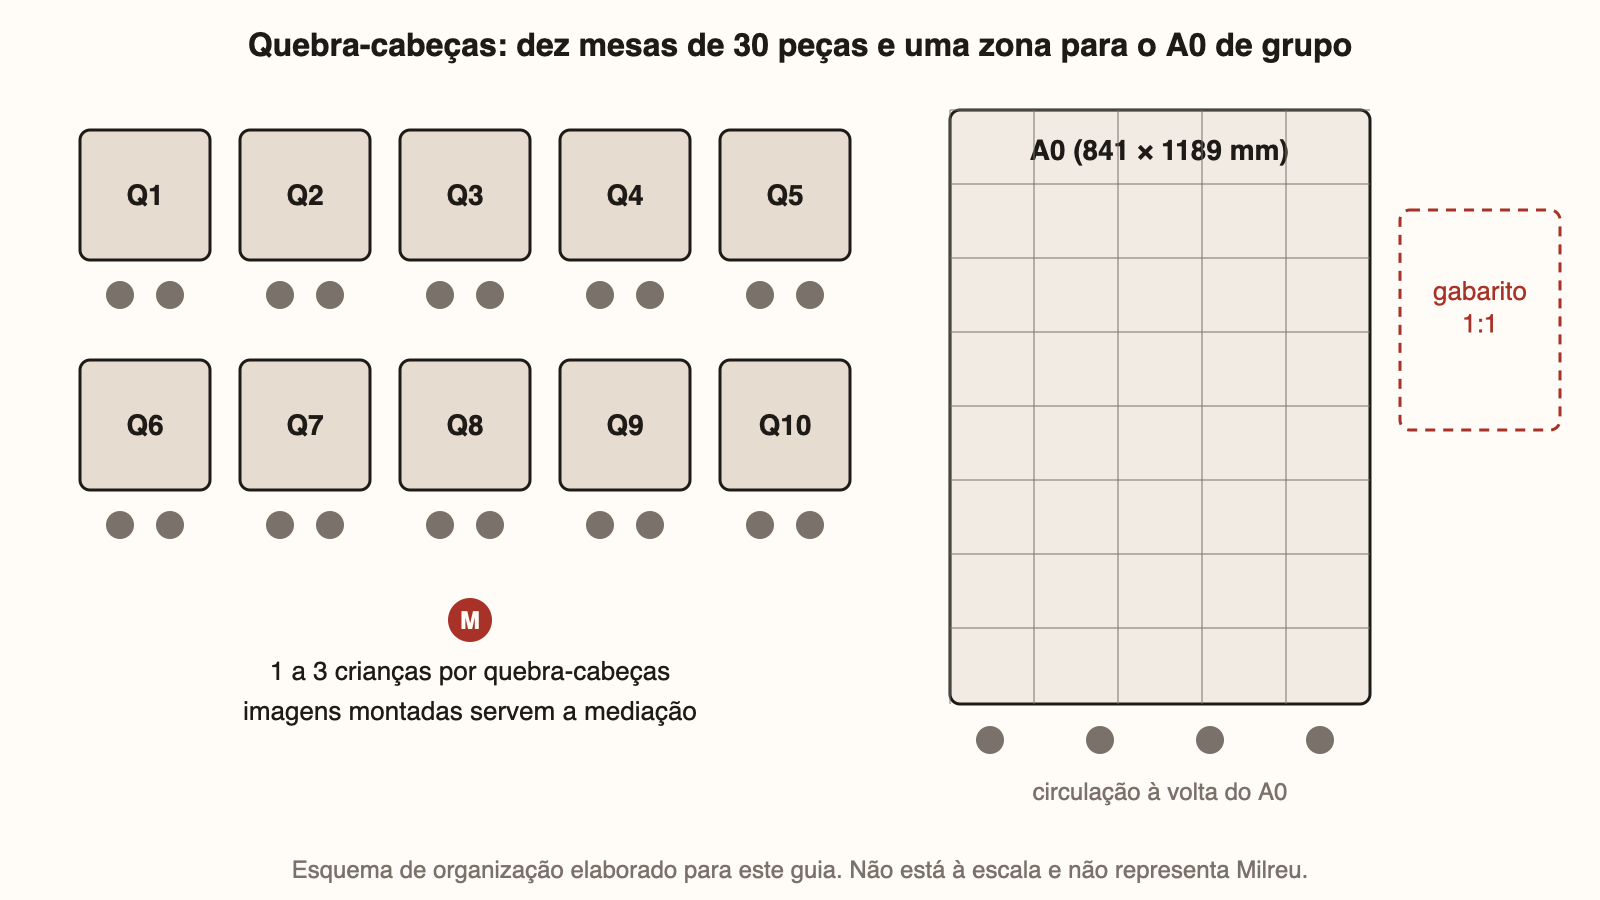 Quebra-cabeças: dez mesas de 30 peças e uma zona para o A0 de grupo
Q1
Q2
Q3
Q4
Q5
Q6
Q7
Q8
Q9
Q10
M
1 a 3 crianças por quebra-cabeças
imagens montadas servem a mediação
A0 (841 × 1189 mm)
gabarito
1:1
circulação à volta do A0
Esquema de organização elaborado para este guia. Não está à escala e não representa Milreu.